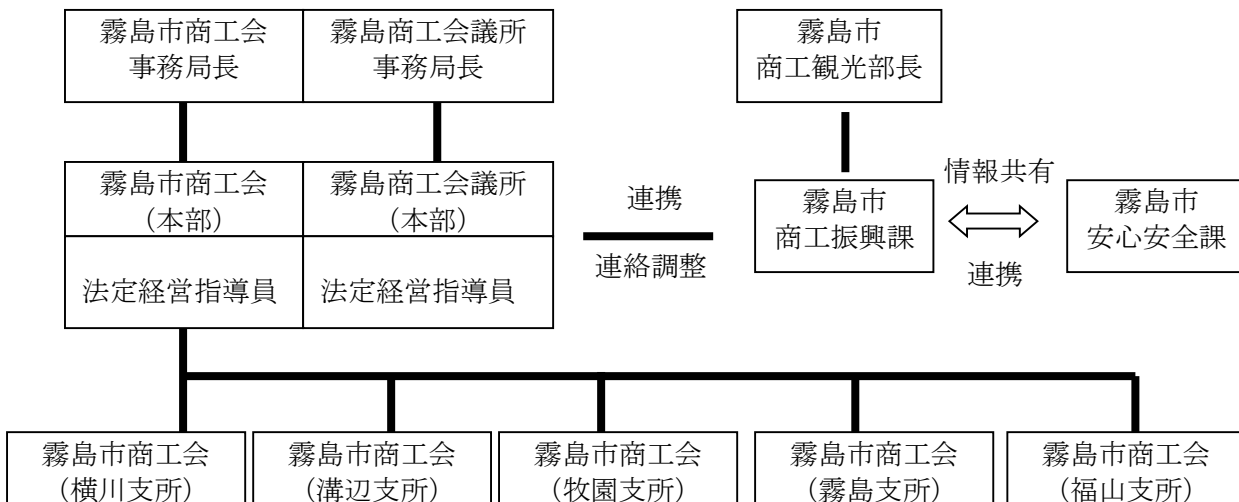 霧島市商工会
事務局長
霧島商工会議所
事務局長
霧島市
商工観光部長
霧島市商工会
（本部）
霧島商工会議所
（本部）
法定経営指導員
法定経営指導員
連携
連絡調整
霧島市
商工振興課
情報共有
連携
霧島市
安心安全課
霧島市商工会
（横川支所）
霧島市商工会
（溝辺支所）
霧島市商工会
（牧園支所）
霧島市商工会
（霧島支所）
霧島市商工会
（福山支所）